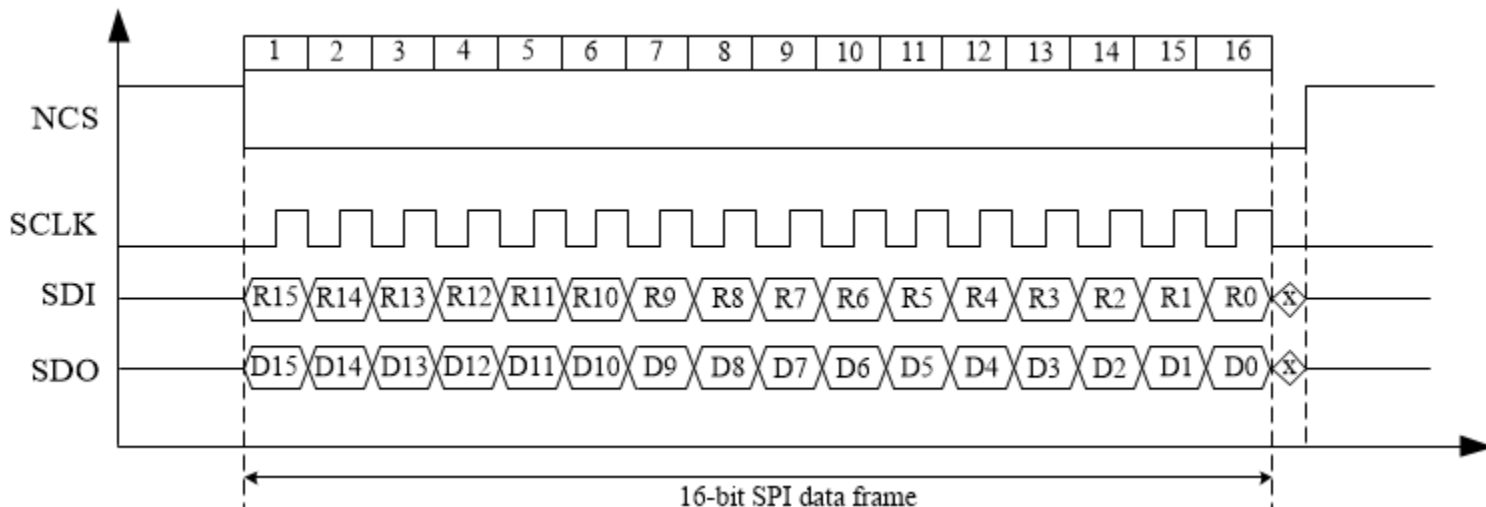 1 2 3 4 5 6 7 8 9 10 11 12 13 14 15 16
NCS
SCLK
SDI R15 R14 R13 R12 R11 R10 R9 R8 R7 R6 R5 R4 R3 R2 R1 R0 x
SDO D15 D14 D13 D12 D11 D10 D9 D8 D7 D6 D5 D4 D3 D2 D1 D0 x
16-bit SPI data frame